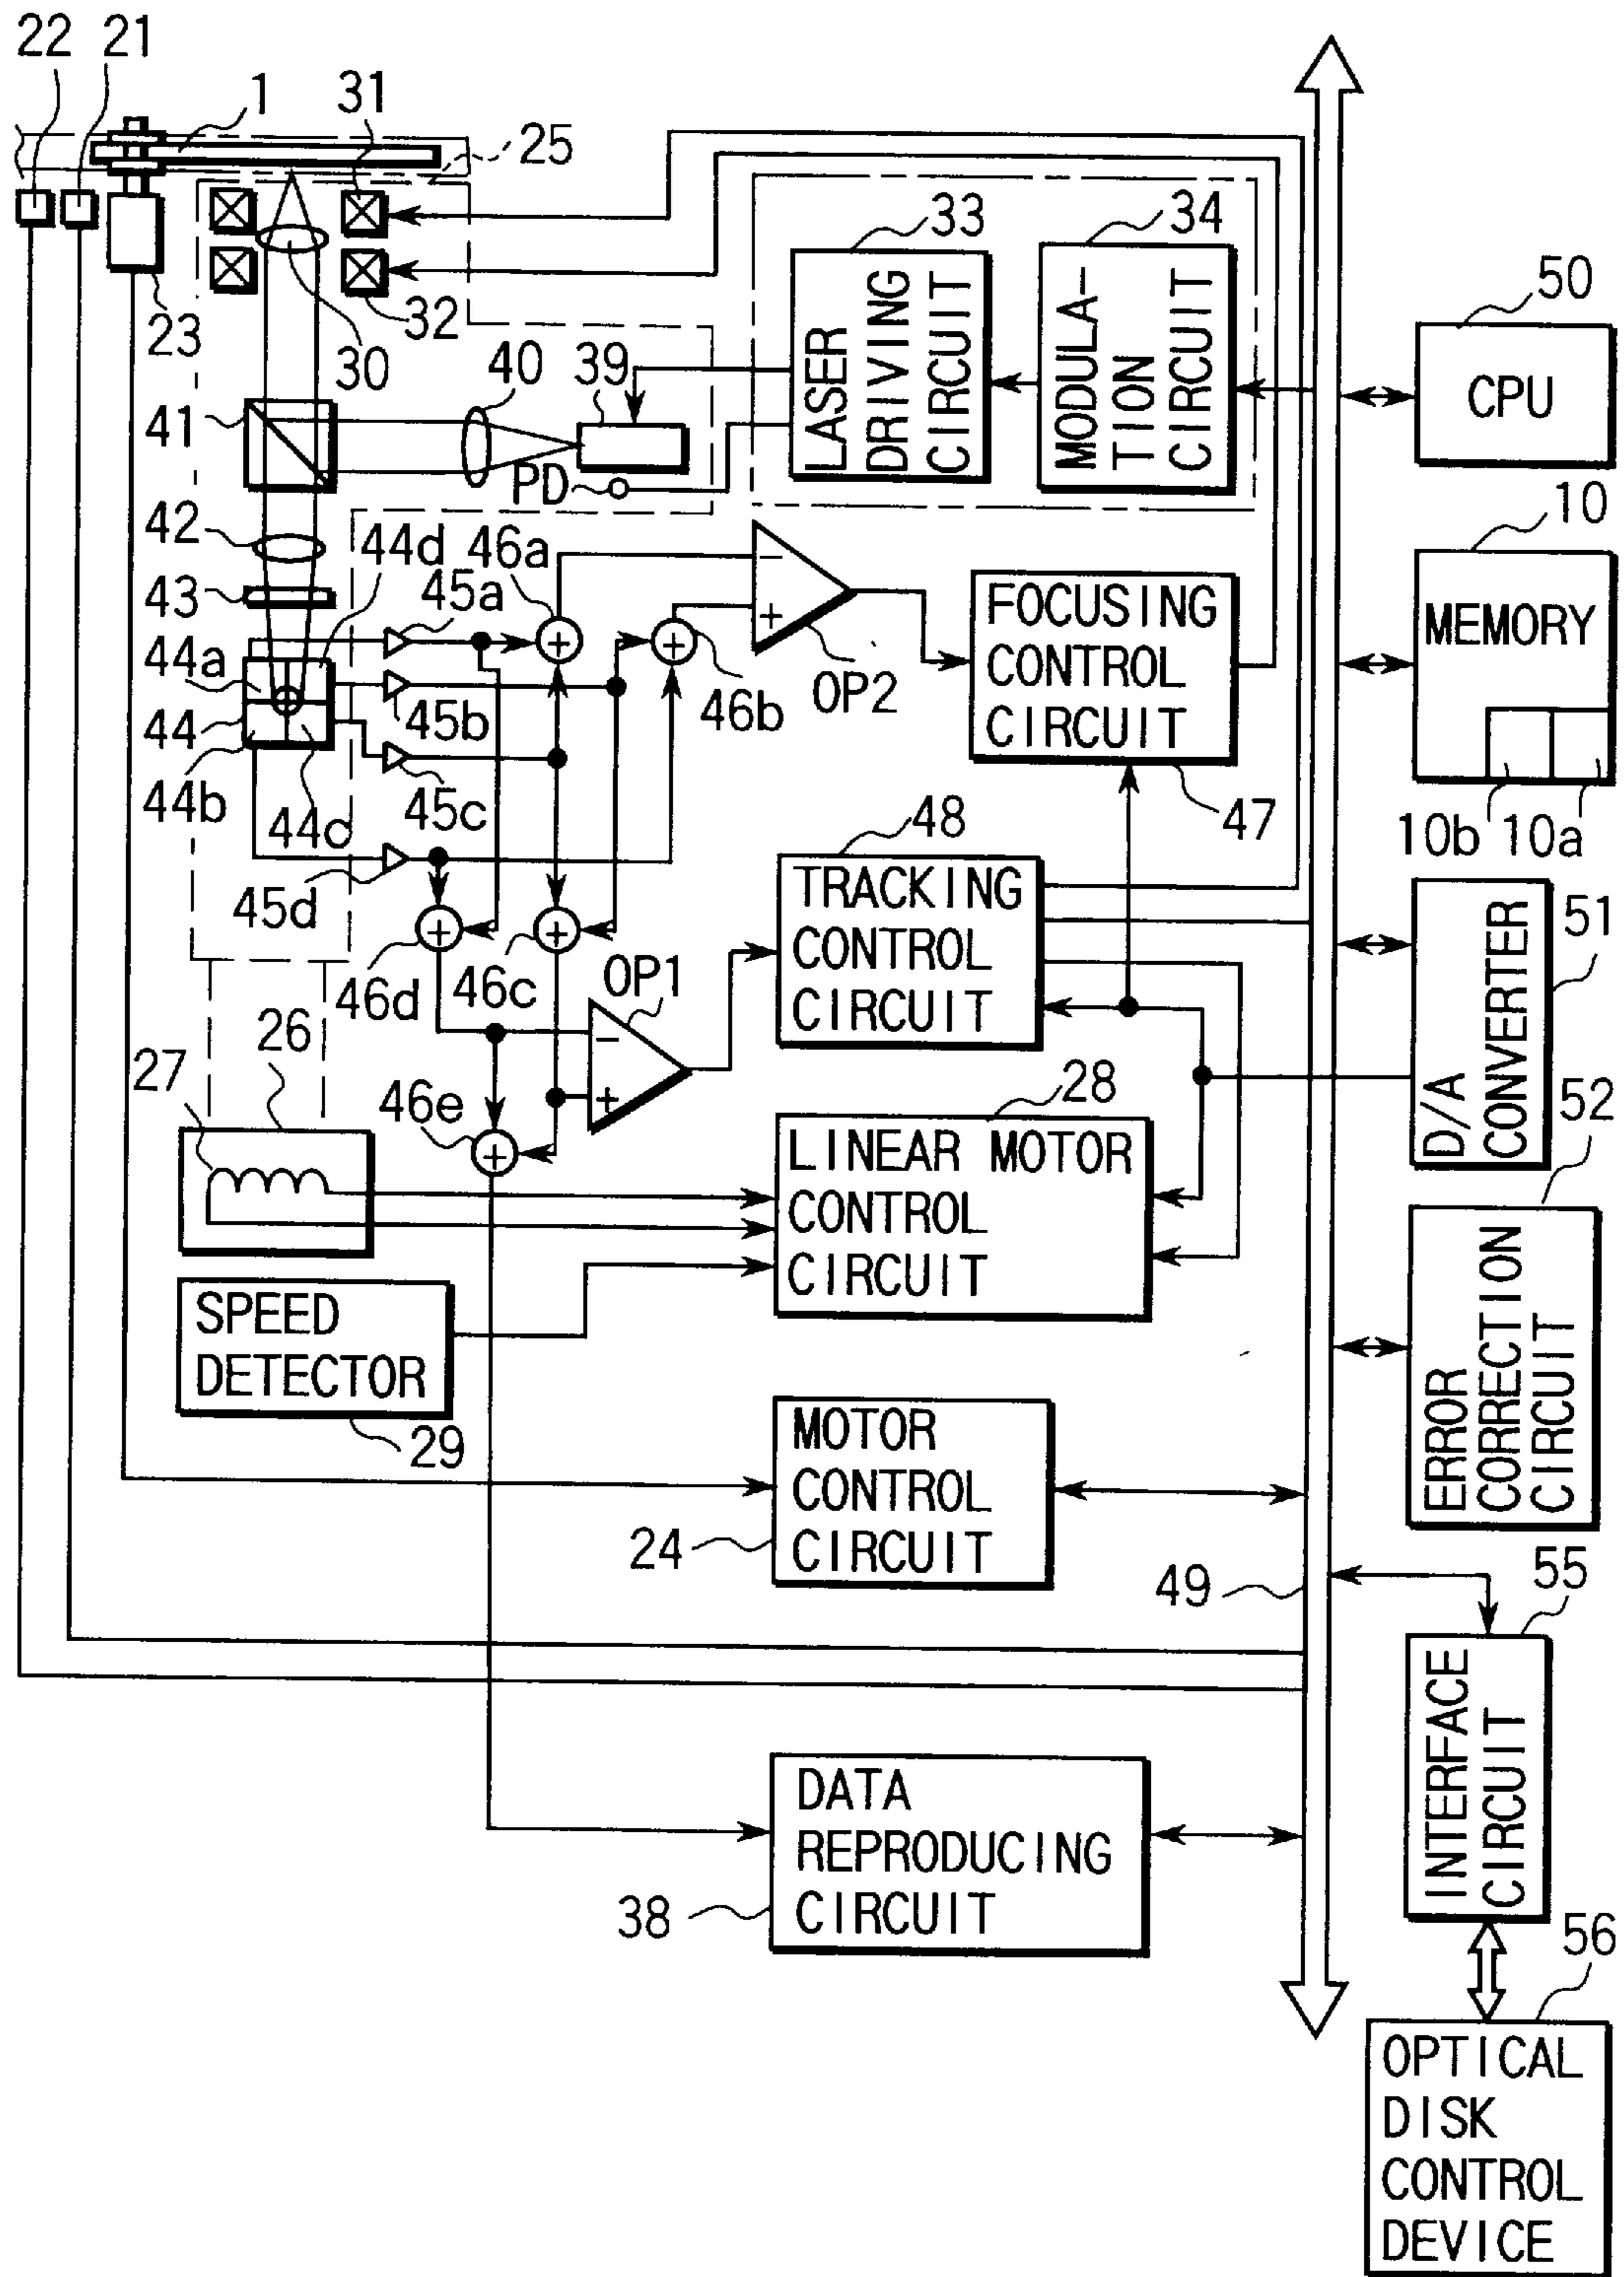 22 21
1
31
25
33
34
LASER
DRIVING
CIRCUIT
MODULA-
TION
CIRCUIT
50
CPU
23
30
32
40
39
41
PD
42
43
44d
46a
45a
−
+
OP2
FOCUSING
CONTROL
CIRCUIT
10
MEMORY
10b 10a
44a
44
44b
44c
45b
45c
46b
47
45d
48
TRACKING
CONTROL
CIRCUIT
51
D/A
CONVERTER
46d
46c
OP1
−
+
26
27
46e
28
LINEAR MOTOR
CONTROL
CIRCUIT
52
ERROR
CORRECTION
CIRCUIT
SPEED
DETECTOR
29
MOTOR
CONTROL
CIRCUIT
24
49
55
INTERFACE
CIRCUIT
DATA
REPRODUCING
CIRCUIT
38
56
OPTICAL
DISK
CONTROL
DEVICE